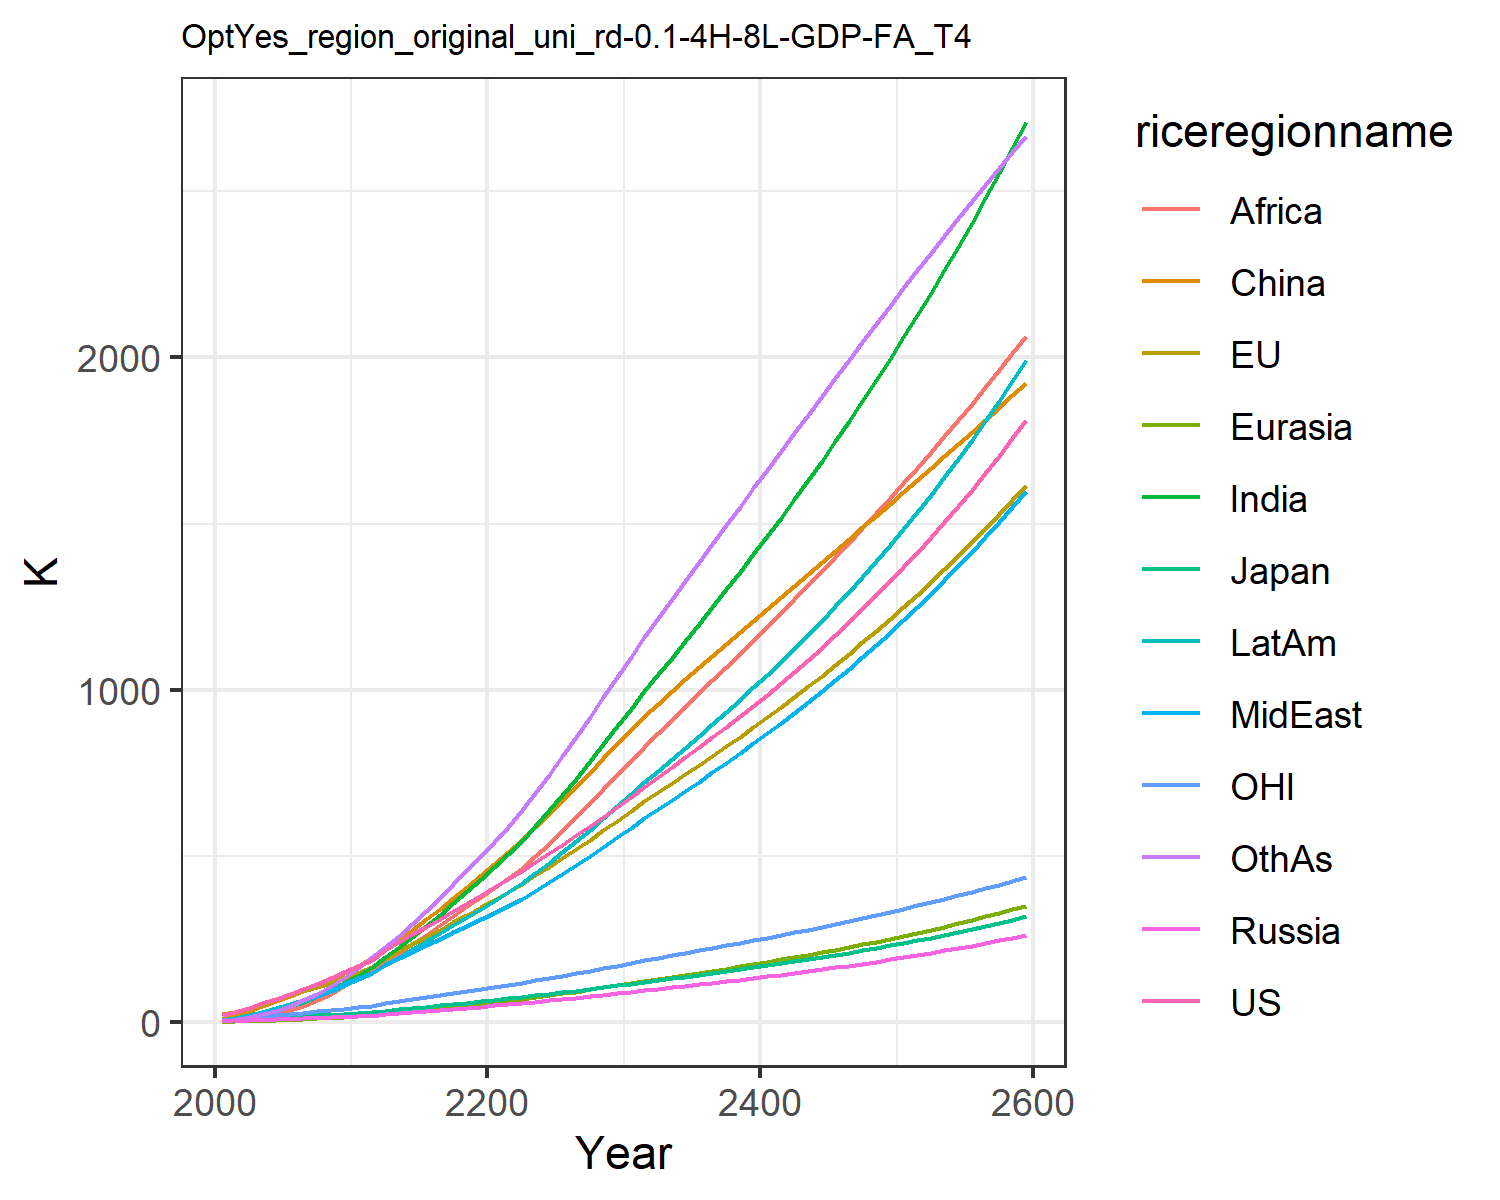 OptYes_region_original_uni_rd-0.1-4H-8L-GDP-FA_T4
K
2000
1000
0
2000 2200 2400 2600
Year
riceregionname
Africa
China
EU
Eurasia
India
Japan
LatAm
MidEast
OHI
OthAs
Russia
US